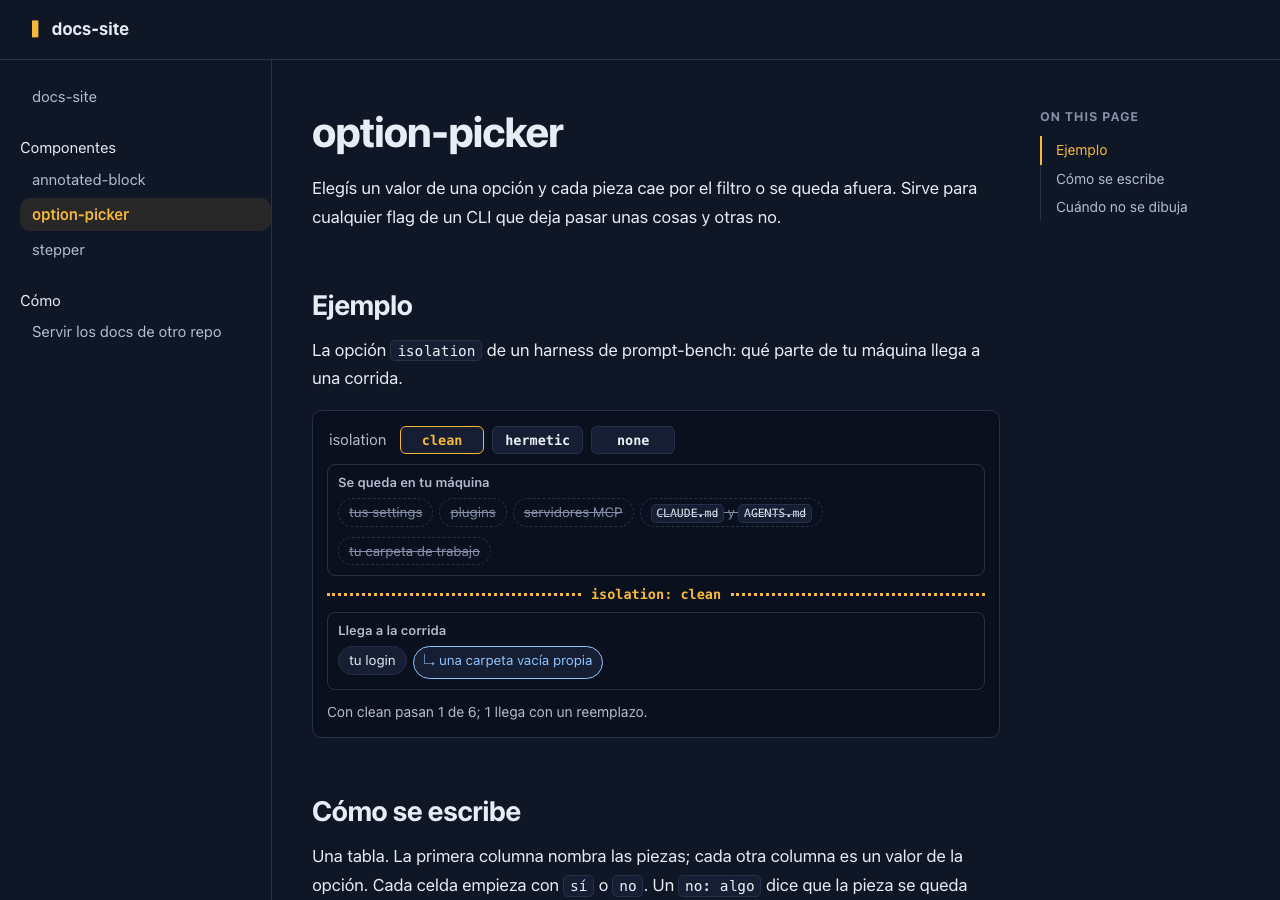 docs-site
docs-site
Componentes
annotated-block
option-picker
stepper
Cómo
Servir los docs de otro repo
option-picker
Elegís un valor de una opción y cada pieza cae por el filtro o se queda afuera. Sirve para
cualquier flag de un CLI que deja pasar unas cosas y otras no.
Ejemplo
La opción isolation de un harness de prompt-bench: qué parte de tu máquina llega a
una corrida.
isolation clean hermetic none
Se queda en tu máquina
tus settings plugins servidores MCP CLAUDE.md y AGENTS.md
tu carpeta de trabajo
isolation: clean
Llega a la corrida
tu login una carpeta vacía propia
Con clean pasan 1 de 6; 1 llega con un reemplazo.
Cómo se escribe
Una tabla. La primera columna nombra las piezas; cada otra columna es un valor de la
opción. Cada celda empieza con sí o no. Un no: algo dice que la pieza se queda
ON THIS PAGE
Ejemplo
Cómo se escribe
Cuándo no se dibuja